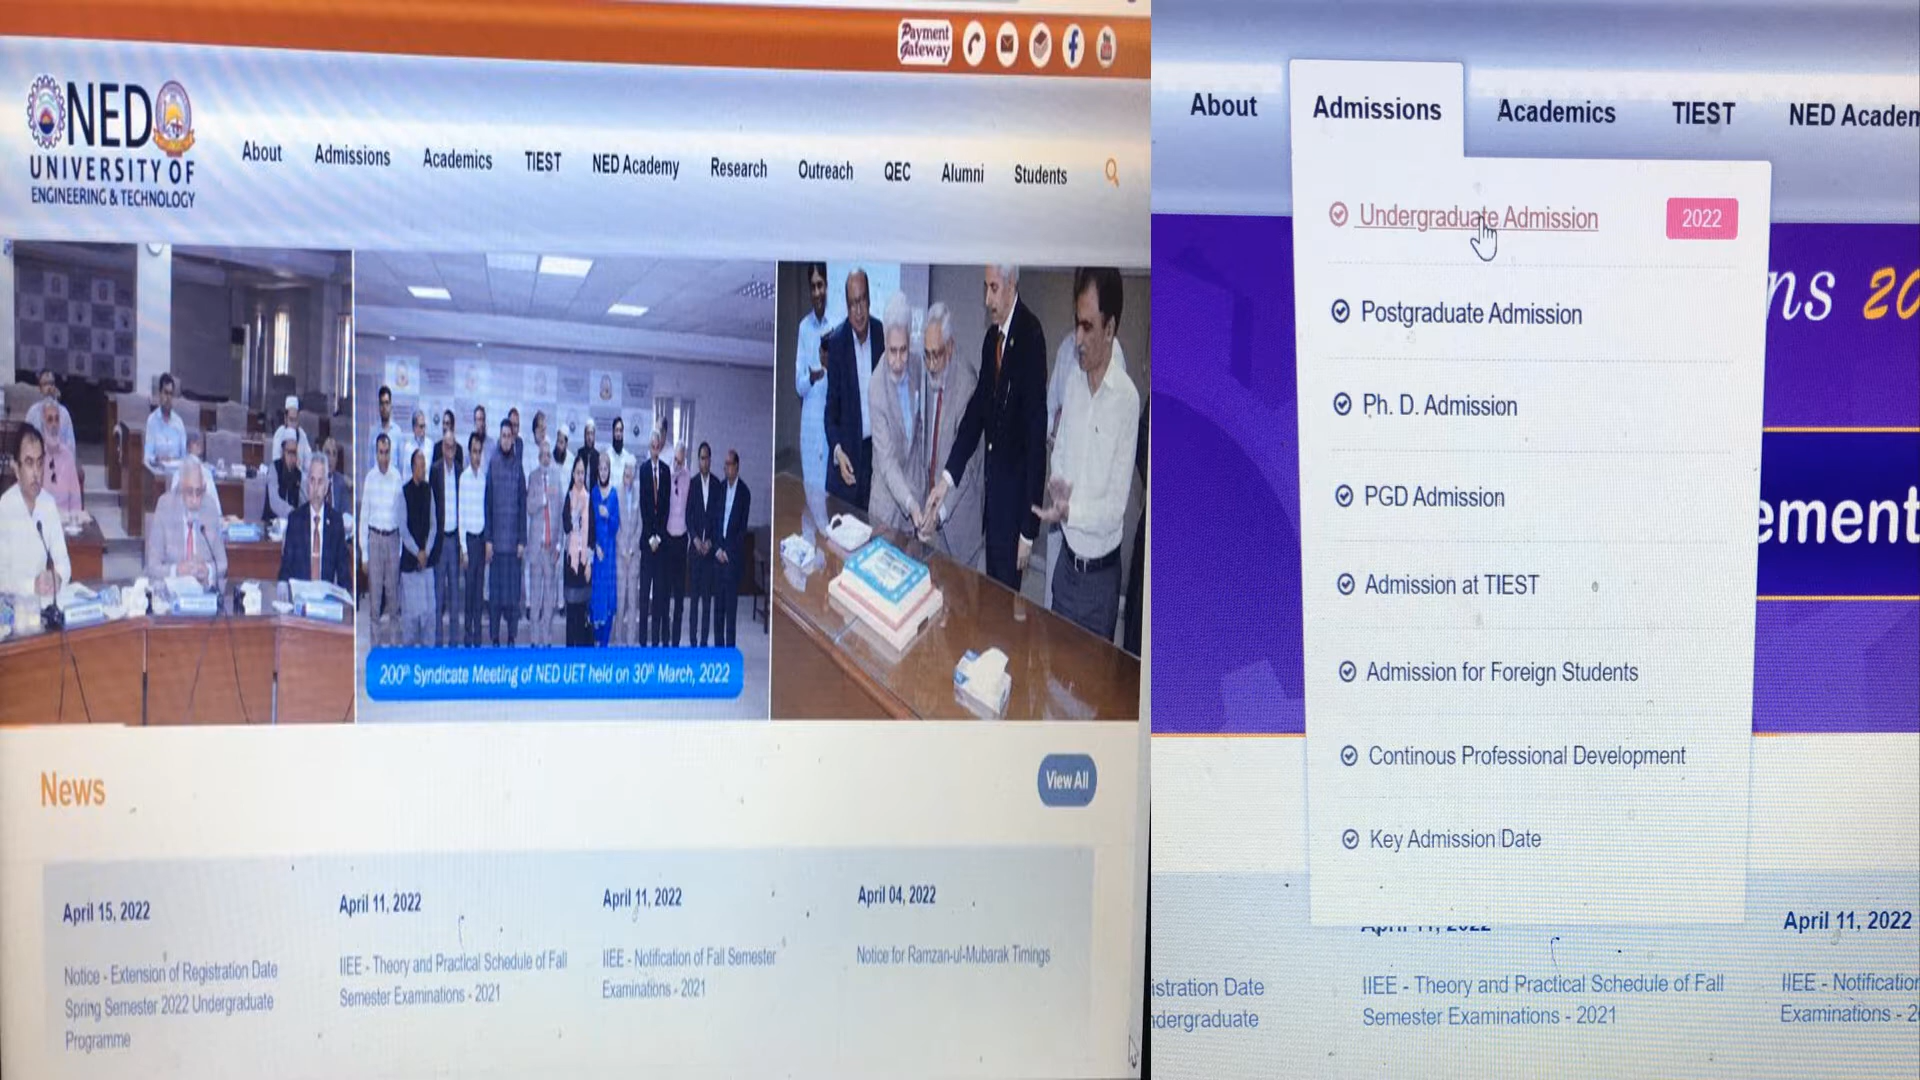 Payment
Gateway
NED
UNIVERSITY OF
ENGINEERING & TECHNOLOGY
About
Admissions
Academics
TIEST
NED Academy
Research
Outreach
QEC
Alumni
Students
200th Syndicate Meeting of NED UET held on 30th March, 2022
News
View All
April 15, 2022
Notice - Extension of Registration Date
Spring Semester 2022 Undergraduate
Programme
April 11, 2022
IIEE - Theory and Practical Schedule of Fall
Semester Examinations - 2021
April 11, 2022
IIEE - Notification of Fall Semester
Examinations - 2021
April 04, 2022
Notice for Ramzan-ul-Mubarak Timings
About
Admissions
Academics
TIEST
NED Academ
Undergraduate Admission
2022
Postgraduate Admission
Ph. D. Admission
PGD Admission
Admission at TIEST
Admission for Foreign Students
Continous Professional Development
Key Admission Date
ns 20
ement
April 11, 2022
istration Date
ndergraduate
April 11, 2022
IIEE - Theory and Practical Schedule of Fall
Semester Examinations - 2021
IIEE - Notification
Examinations - 2